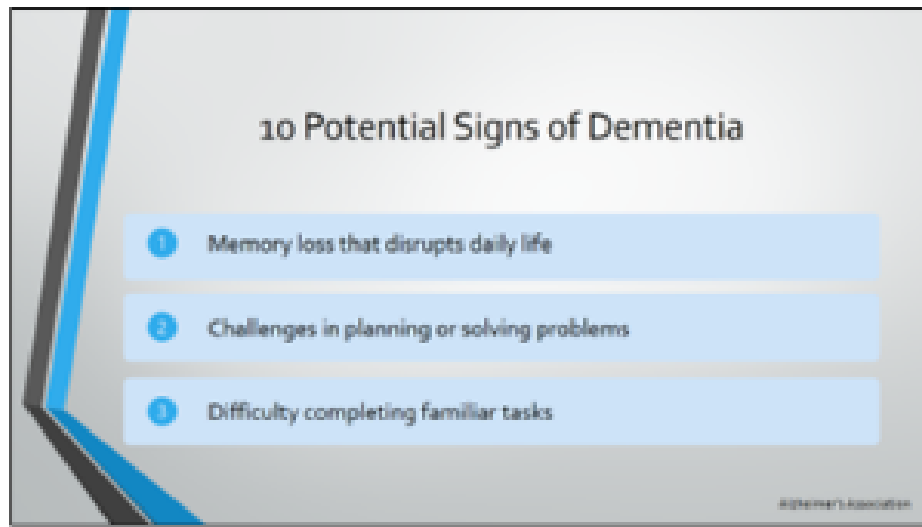 10 Potential Signs of Dementia
1 Memory loss that disrupts daily life
2 Challenges in planning or solving problems
3 Difficulty completing familiar tasks
Alzheimer's Association